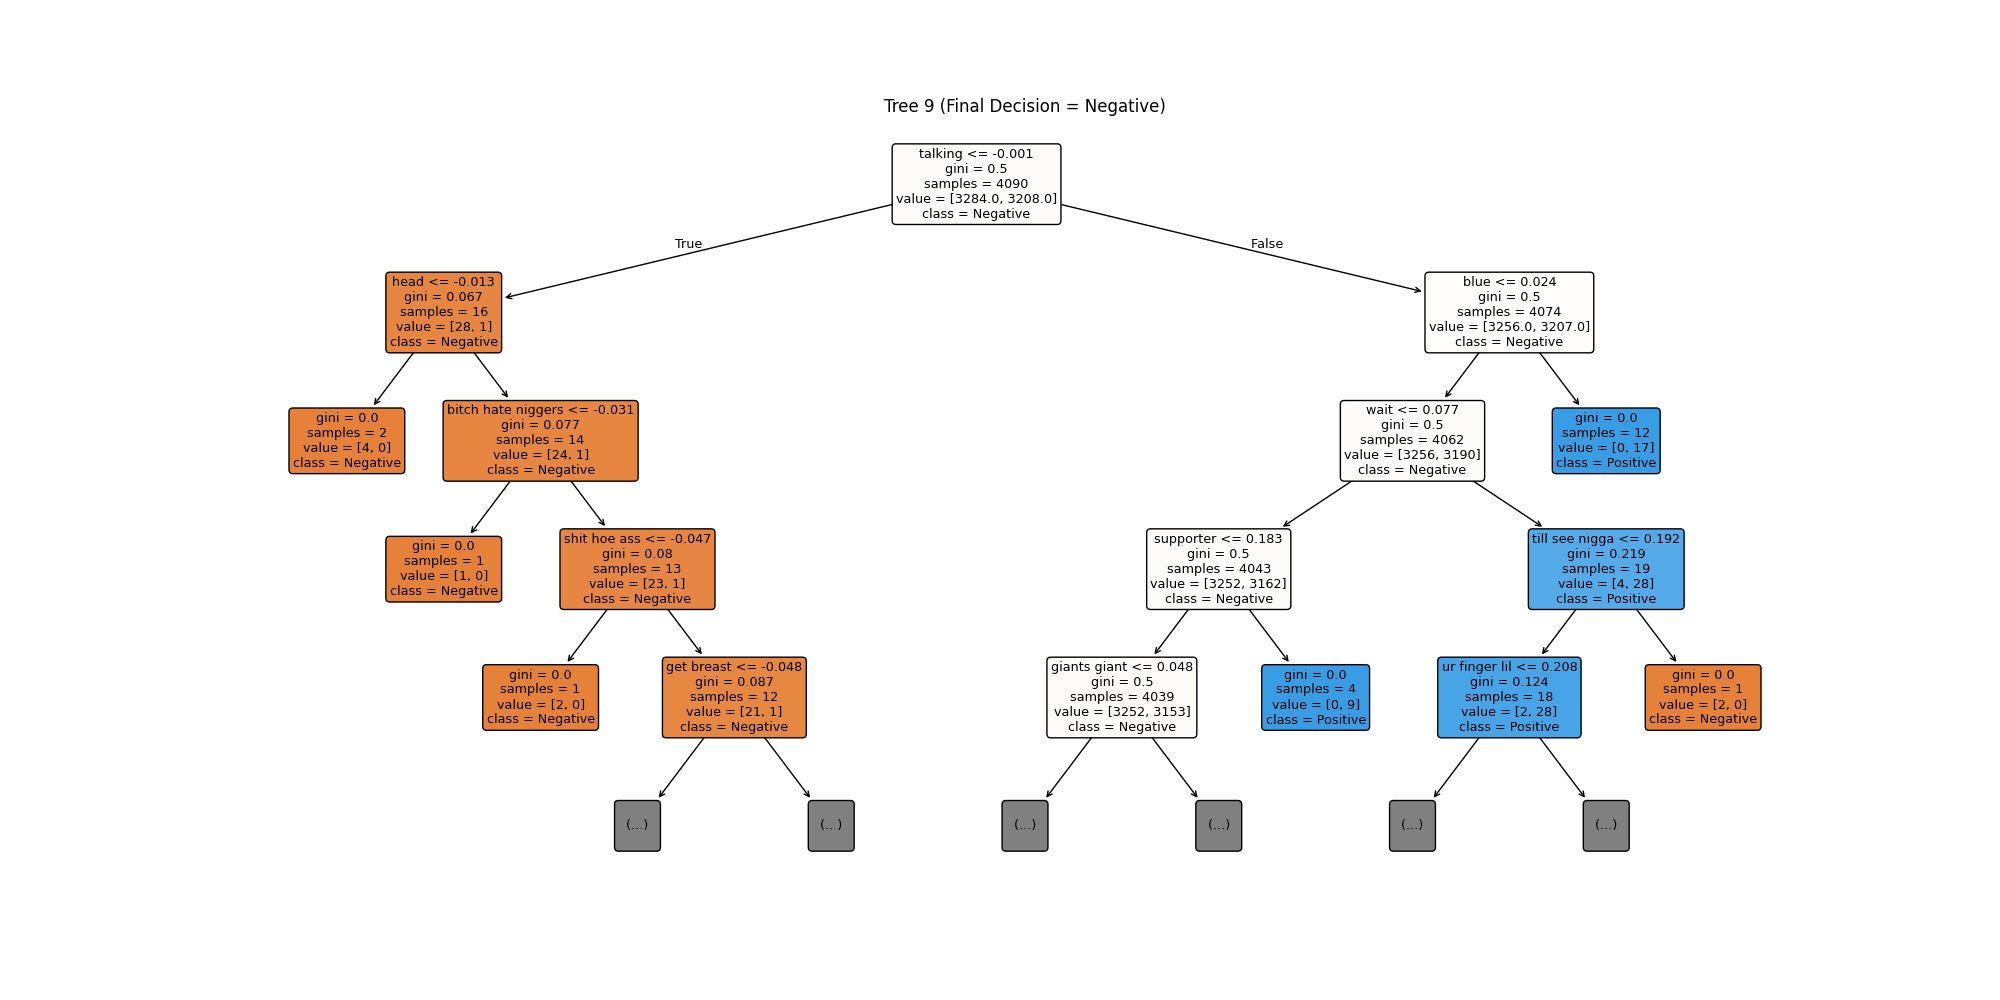 Tree 9 (Final Decision = Negative)
talking <= -0.001
gini = 0.5
samples = 4090
value = [3284.0, 3208.0]
class = Negative
True
False
head <= -0.013
gini = 0.067
samples = 16
value = [28, 1]
class = Negative
blue <= 0.024
gini = 0.5
samples = 4074
value = [3256.0, 3207.0]
class = Negative
gini = 0.0
samples = 2
value = [4, 0]
class = Negative
bitch hate niggers <= -0.031
gini = 0.077
samples = 14
value = [24, 1]
class = Negative
wait <= 0.077
gini = 0.5
samples = 4062
value = [3256, 3190]
class = Negative
gini = 0.0
samples = 12
value = [0, 17]
class = Positive
gini = 0.0
samples = 1
value = [1, 0]
class = Negative
shit hoe ass <= -0.047
gini = 0.08
samples = 13
value = [23, 1]
class = Negative
supporter <= 0.183
gini = 0.5
samples = 4043
value = [3252, 3162]
class = Negative
till see nigga <= 0.192
gini = 0.219
samples = 19
value = [4, 28]
class = Positive
gini = 0.0
samples = 1
value = [2, 0]
class = Negative
get breast <= -0.048
gini = 0.087
samples = 12
value = [21, 1]
class = Negative
giants giant <= 0.048
gini = 0.5
samples = 4039
value = [3252, 3153]
class = Negative
gini = 0.0
samples = 4
value = [0, 9]
class = Positive
ur finger lil <= 0.208
gini = 0.124
samples = 18
value = [2, 28]
class = Positive
gini = 0.0
samples = 1
value = [2, 0]
class = Negative
(...)
(...)
(...)
(...)
(...)
(...)